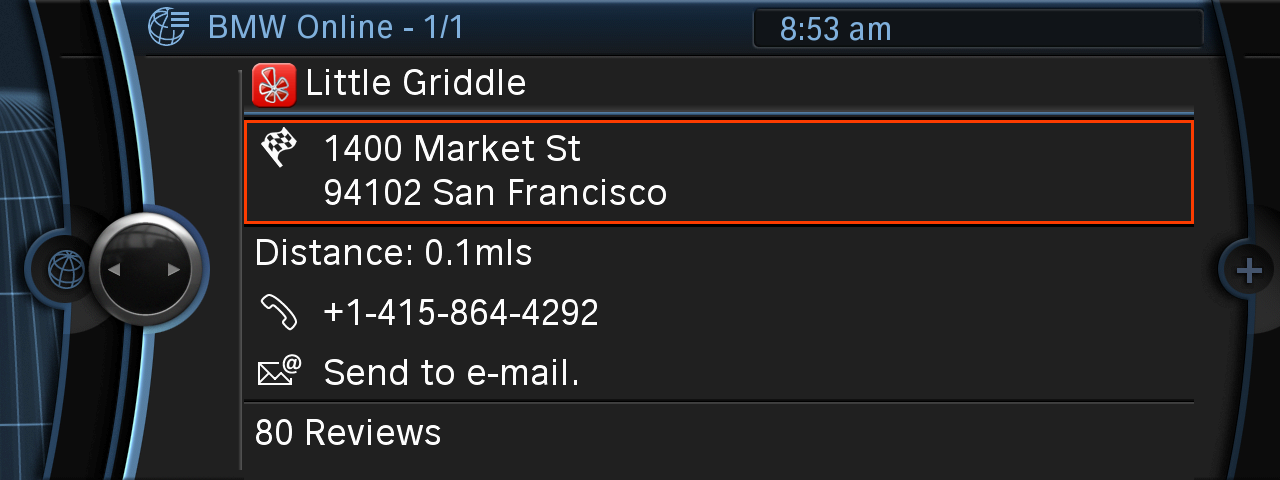 BMW Online - 1/1
8:53 am
Little Griddle
1400 Market St
94102 San Francisco
Distance: 0.1mls
+1-415-864-4292
@
Send to e-mail.
80 Reviews